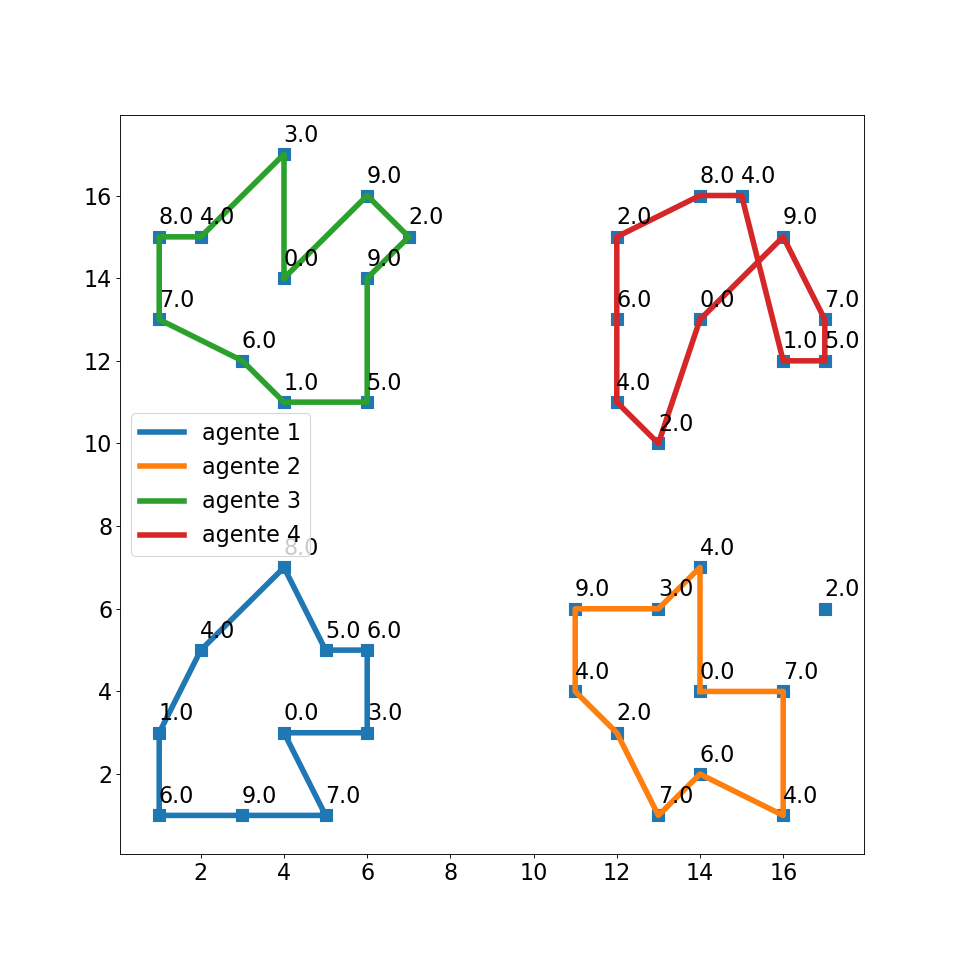 3.0
9.0
16
8.0 4.0
8.0 4.0 2.0 2.0 9.0
14
0.0 9.0
7.0 6.0 0.0 7.0
12
6.0 1.0 5.0
1.0 5.0 4.0
10
2.0
agente 1
agente 2
agente 3
agente 4
8
8.0 4.0
6
9.0 3.0 2.0
4.0 5.0 6.0
4
4.0 0.0 7.0
1.0 0.0 3.0 2.0
2
6.0
6.0 9.0 7.0 7.0 4.0
2 4 6 8 10 12 14 16